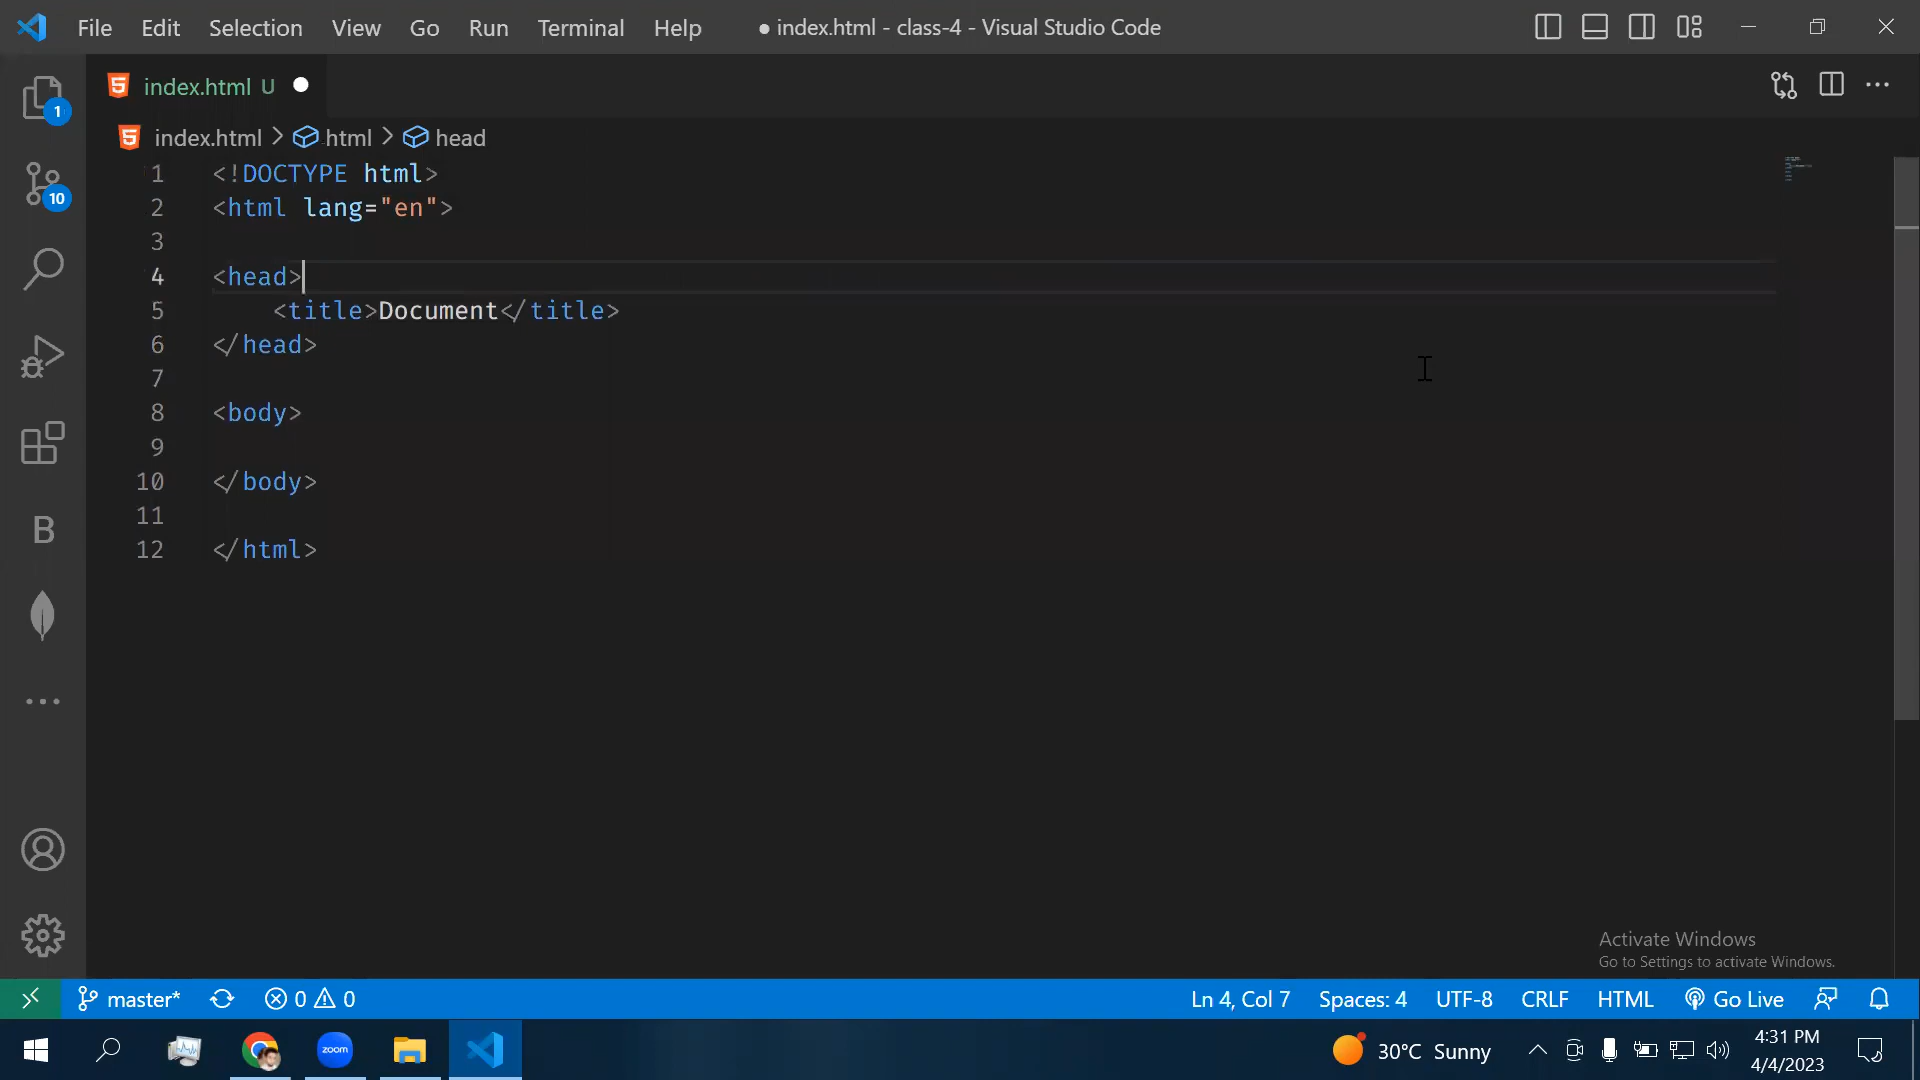 File Edit Selection View Go Run Terminal Help ● index.html - class-4 - Visual Studio Code
index.html U
1
index.html > html > head
10
1 <!DOCTYPE html>
2 <html lang="en">
3
4 <head>
5 <title>Document</title>
6 </head>
7
8 <body>
9
10 </body>
11
12 </html>
B
Activate Windows
Go to Settings to activate Windows.
master* 0 0 Ln 4, Col 7 Spaces: 4 UTF-8 CRLF HTML Go Live
zoom 30°C Sunny 4:31 PM
4/4/2023